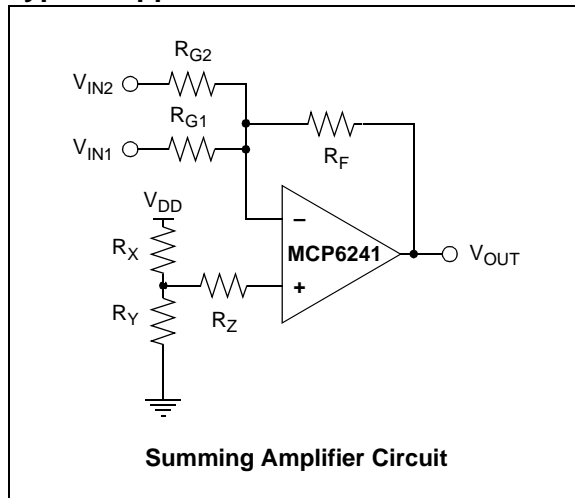 R_G2
V_IN2
R_G1
V_IN1
R_F
V_DD
R_X
–
MCP6241
V_OUT
+
R_Y
R_Z
Summing Amplifier Circuit